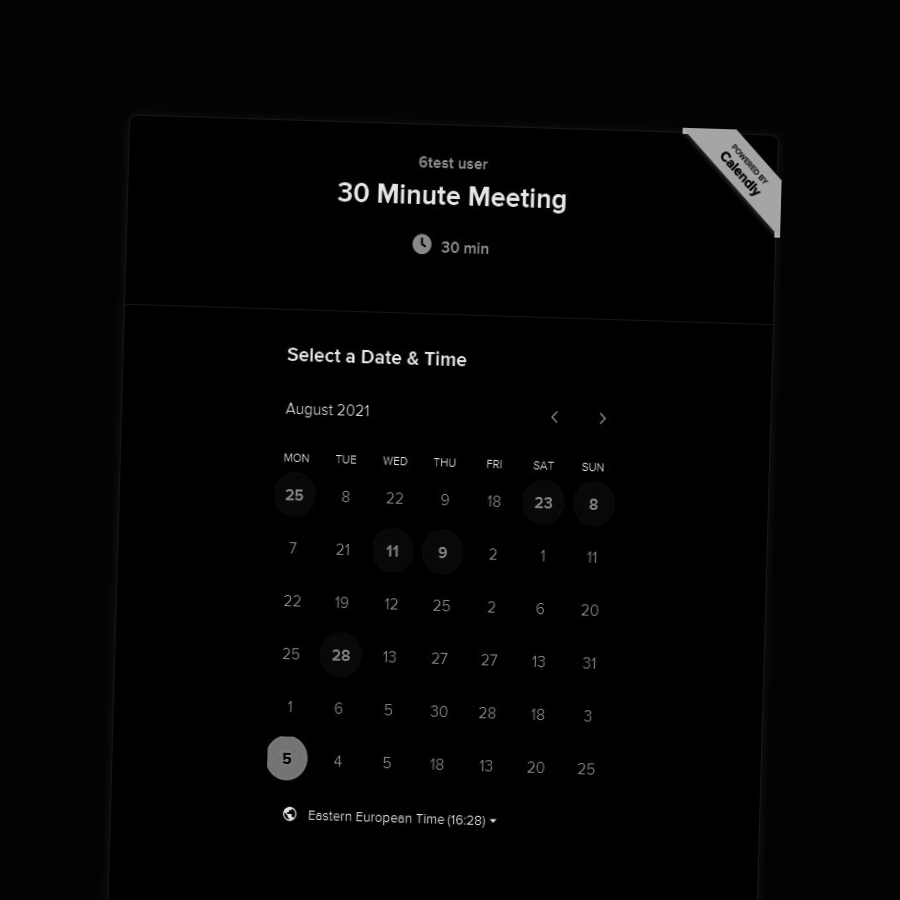 POWERED BY
Calendly
6test user
30 Minute Meeting
30 min
Select a Date & Time
August 2021
MON TUE WED THU FRI SAT SUN
25 8 22 9 18 23 8
7 21 11 9 2 1 11
22 19 12 25 2 6 20
25 28 13 27 27 13 31
1 6 5 30 28 18 3
5 4 5 18 13 20 25
Eastern European Time (16:28)